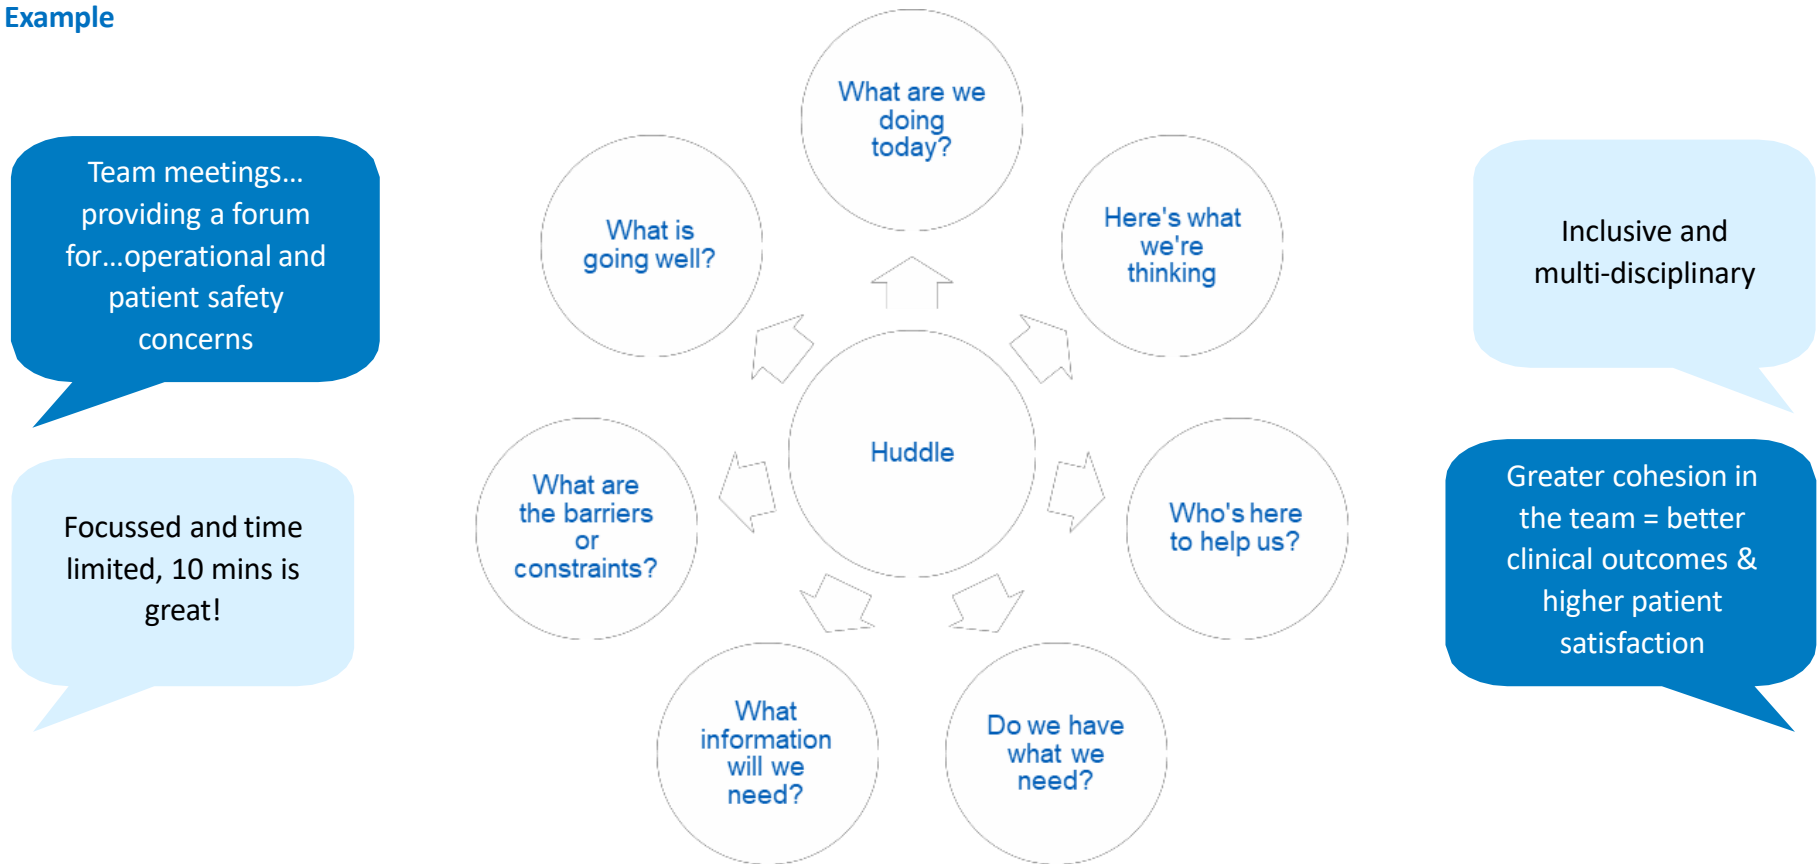 Example
Team meetings...
providing a forum
for...operational and
patient safety
concerns
Focussed and time
limited, 10 mins is
great!
What are we
doing
today?
Here's what
we're
thinking
Who's here
to help us?
Do we have
what we
need?
What
information
will we
need?
What are
the barriers
or
constraints?
What is
going well?
Huddle
Inclusive and
multi-disciplinary
Greater cohesion in
the team = better
clinical outcomes &
higher patient
satisfaction